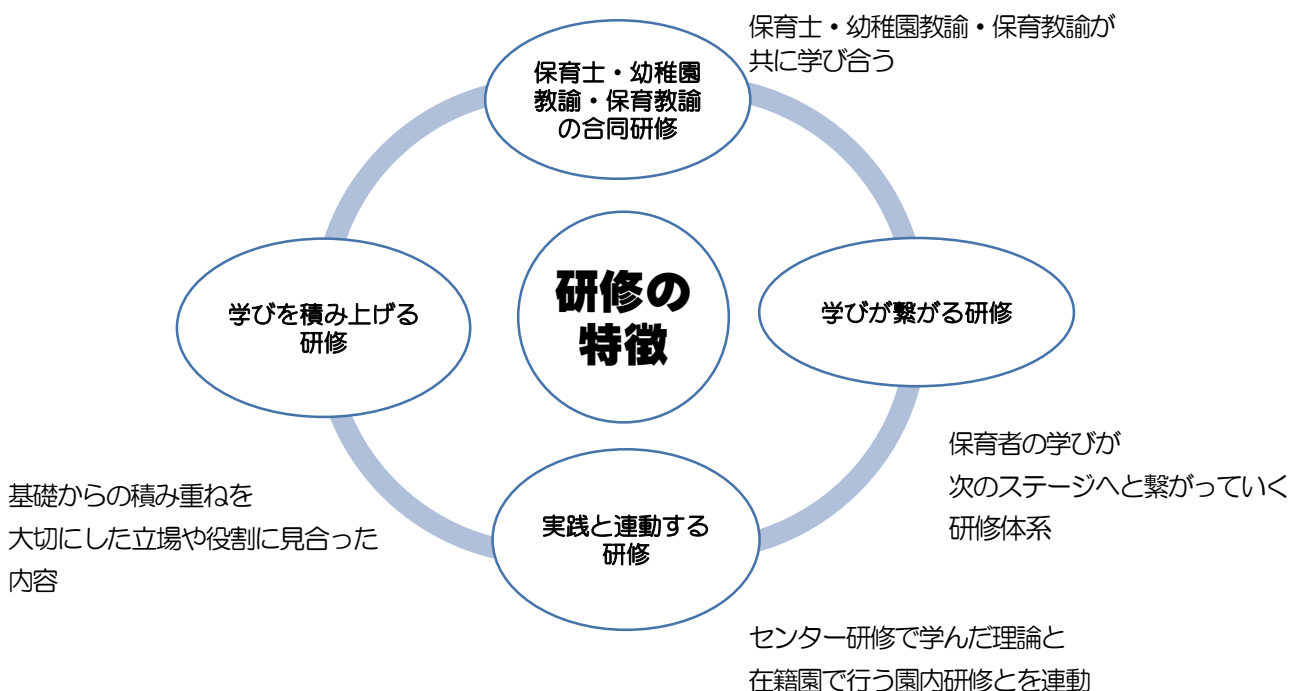 保育士・幼稚園教諭・保育教諭が
共に学び合う
保育士・幼稚園
教諭・保育教諭
の合同研修
研修の
特徴
学びを積み上げる
研修
学びが繋がる研修
保育者の学びが
次のステージへと繋がっていく
研修体系
基礎からの積み重ねを
大切にした立場や役割に見合った
内容
実践と連動する
研修
センター研修で学んだ理論と
在籍園で行う園内研修とを連動